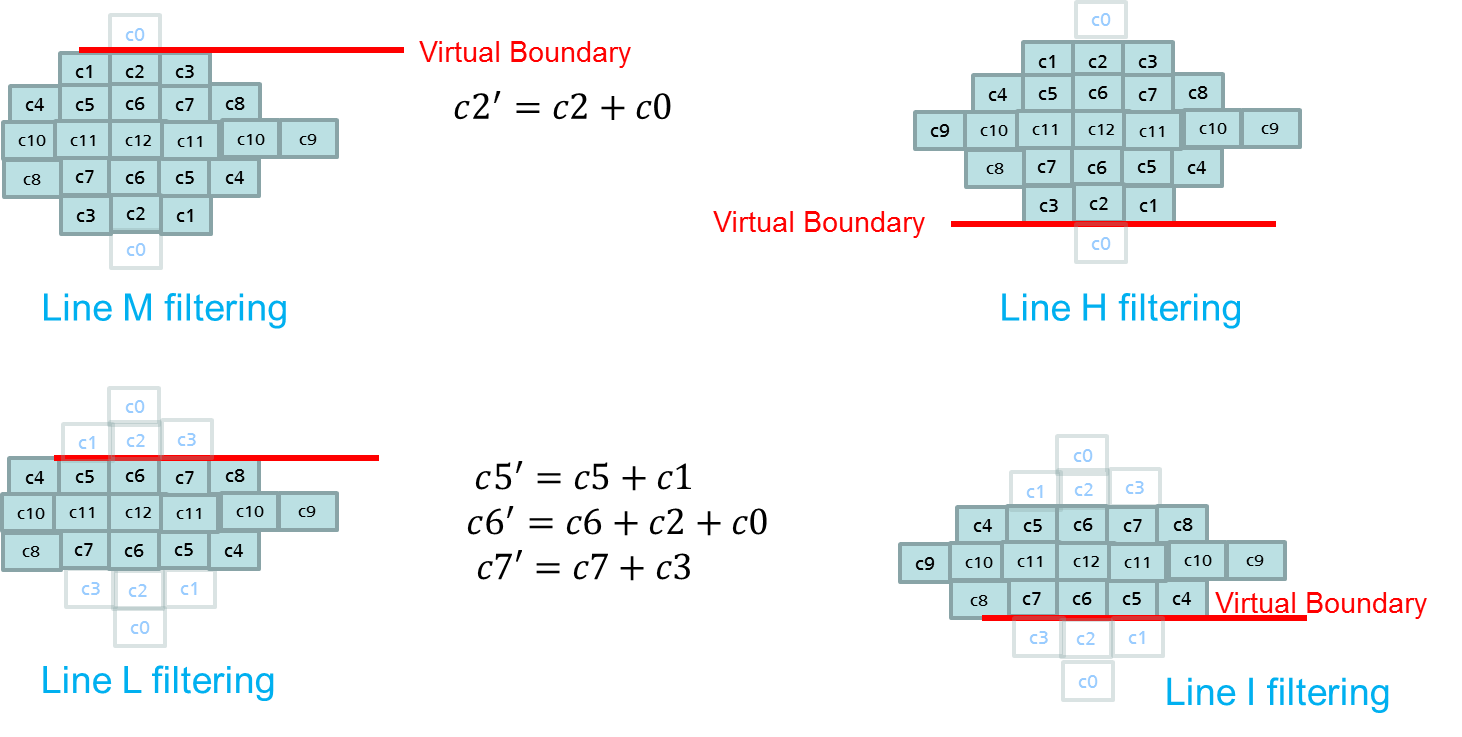 c0
Virtual Boundary
c1 c2 c3
c4 c5 c6 c7 c8
c10 c11 c12 c11 c10 c9
c8 c7 c6 c5 c4
c3 c2 c1
c0
c2′ = c2 + c0
Line M filtering
c0
c1 c2 c3
c4 c5 c6 c7 c8
c9 c10 c11 c12 c11 c10 c9
c8 c7 c6 c5 c4
c3 c2 c1
Virtual Boundary
c0
Line H filtering
c0
c1 c2 c3
c4 c5 c6 c7 c8
c10 c11 c12 c11 c10 c9
c8 c7 c6 c5 c4
c3 c2 c1
c0
Line L filtering
c5′ = c5 + c1
c6′ = c6 + c2 + c0
c7′ = c7 + c3
c0
c1 c2 c3
c4 c5 c6 c7 c8
c9 c10 c11 c12 c11 c10 c9
c8 c7 c6 c5 c4
Virtual Boundary
c3 c2 c1
c0
Line I filtering